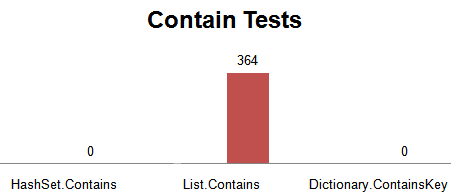 Contain Tests
364
0
0
HashSet.Contains
List.Contains
Dictionary.ContainsKey